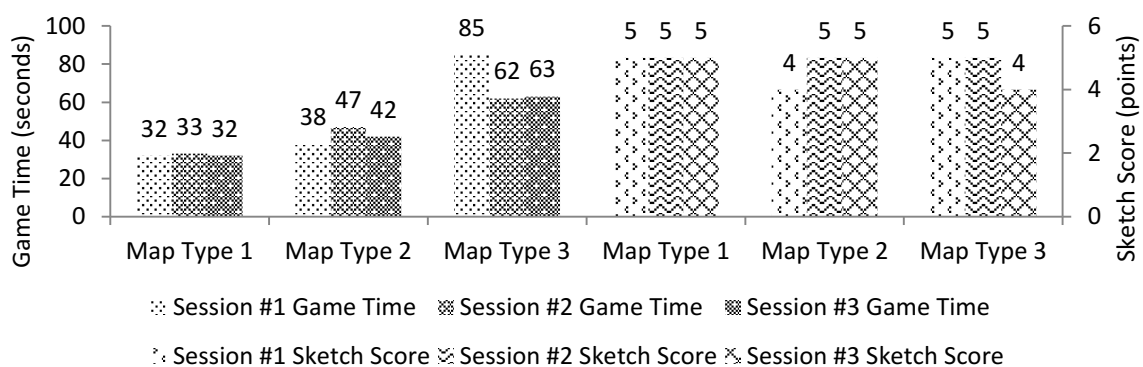 100 85 5 5 5 5 5 5 5 6
80 62 63 4 4
60 47
40 32 33 32 38 42 4
20 2
0 0
Game Time (seconds)
Sketch Score (points)
Map Type 1 Map Type 2 Map Type 3 Map Type 1 Map Type 2 Map Type 3
Session #1 Game Time Session #2 Game Time Session #3 Game Time
Session #1 Sketch Score Session #2 Sketch Score Session #3 Sketch Score